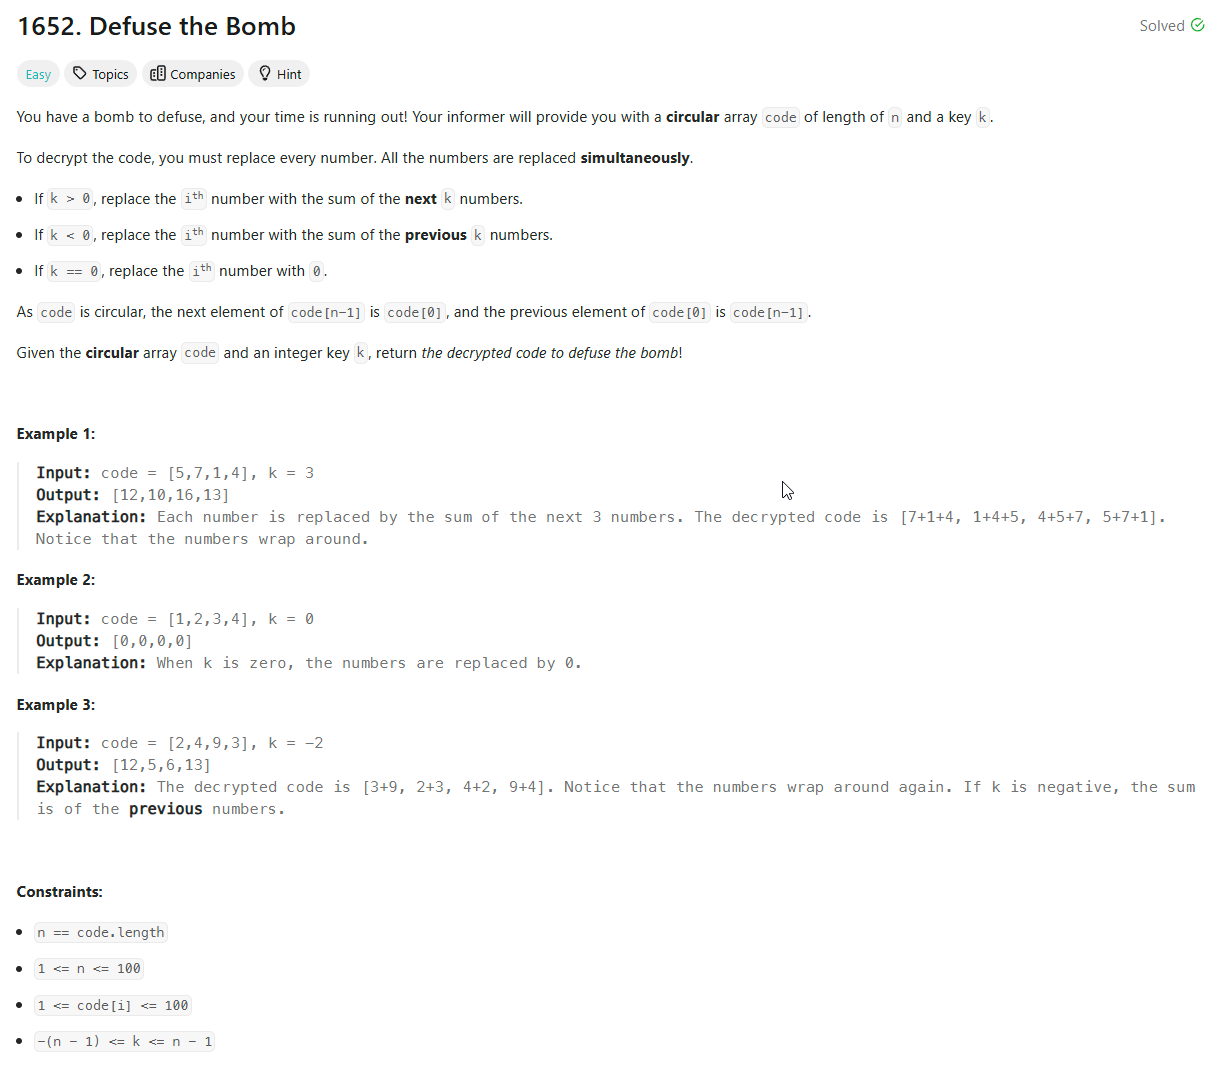 1652. Defuse the Bomb
Solved
Easy Topics Companies Hint
You have a bomb to defuse, and your time is running out! Your informer will provide you with a circular array code of length of n and a key k.
To decrypt the code, you must replace every number. All the numbers are replaced simultaneously.
• If k > 0, replace the ith number with the sum of the next k numbers.
• If k < 0, replace the ith number with the sum of the previous k numbers.
• If k == 0, replace the ith number with 0.
As code is circular, the next element of code[n-1] is code[0], and the previous element of code[0] is code[n-1].
Given the circular array code and an integer key k, return the decrypted code to defuse the bomb!
Example 1:
Input: code = [5,7,1,4], k = 3
Output: [12,10,16,13]
Explanation: Each number is replaced by the sum of the next 3 numbers. The decrypted code is [7+1+4, 1+4+5, 4+5+7, 5+7+1].
Notice that the numbers wrap around.
Example 2:
Input: code = [1,2,3,4], k = 0
Output: [0,0,0,0]
Explanation: When k is zero, the numbers are replaced by 0.
Example 3:
Input: code = [2,4,9,3], k = -2
Output: [12,5,6,13]
Explanation: The decrypted code is [3+9, 2+3, 4+2, 9+4]. Notice that the numbers wrap around again. If k is negative, the sum
is of the previous numbers.
Constraints:
• n == code.length
• 1 <= n <= 100
• 1 <= code[i] <= 100
• -(n - 1) <= k <= n - 1